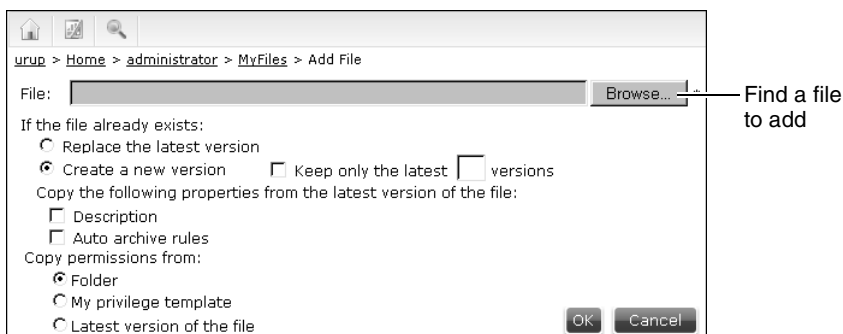 urup > Home > administrator > MyFiles > Add File
File: Browse... *
Find a file
to add
If the file already exists:
Replace the latest version
Create a new version Keep only the latest versions
Copy the following properties from the latest version of the file:
Description
Auto archive rules
Copy permissions from:
Folder
My privilege template
Latest version of the file
OK Cancel